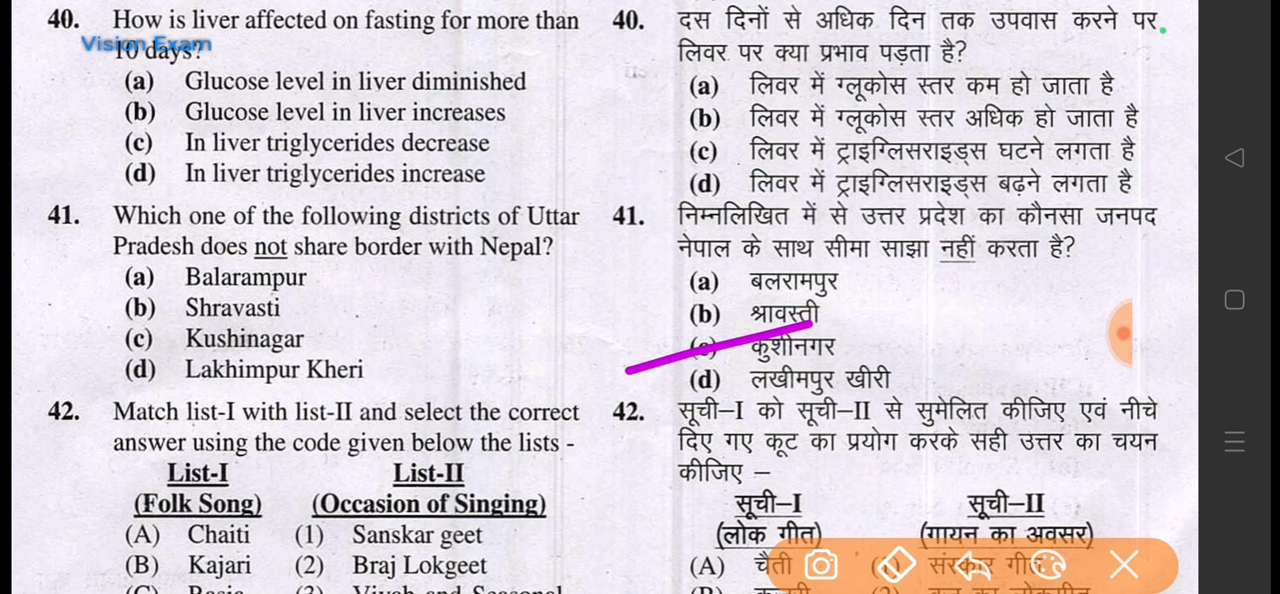 40. How is liver affected on fasting for more than
Vision Exam
10 days?
(a) Glucose level in liver diminished
(b) Glucose level in liver increases
(c) In liver triglycerides decrease
(d) In liver triglycerides increase
41. Which one of the following districts of Uttar
Pradesh does not share border with Nepal?
(a) Balarampur
(b) Shravasti
(c) Kushinagar
(d) Lakhimpur Kheri
42. Match list-I with list-II and select the correct
answer using the code given below the lists -
List-I List-II
(Folk Song) (Occasion of Singing)
(A) Chaiti (1) Sanskar geet
(B) Kajari (2) Braj Lokgeet
40. दस दिनों से अधिक दिन तक उपवास करने पर
लिवर पर क्या प्रभाव पड़ता है?
(a) लिवर में ग्लूकोस स्तर कम हो जाता है
(b) लिवर में ग्लूकोस स्तर अधिक हो जाता है
(c) लिवर में ट्राइग्लिसराइड्स घटने लगता है
(d) लिवर में ट्राइग्लिसराइड्स बढ़ने लगता है
41. निम्नलिखित में से उत्तर प्रदेश का कौनसा जनपद
नेपाल के साथ सीमा साझा नहीं करता है?
(a) बलरामपुर
(b) श्रावस्ती
(c) कुशीनगर
(d) लखीमपुर खीरी
42. सूची–I को सूची–II से सुमेलित कीजिए एवं नीचे
दिए गए कूट का प्रयोग करके सही उत्तर का चयन
कीजिए –
सूची–I सूची–II
(लोक गीत) (गायन का अवसर)
(A) चैती (1) संस्कार गीत